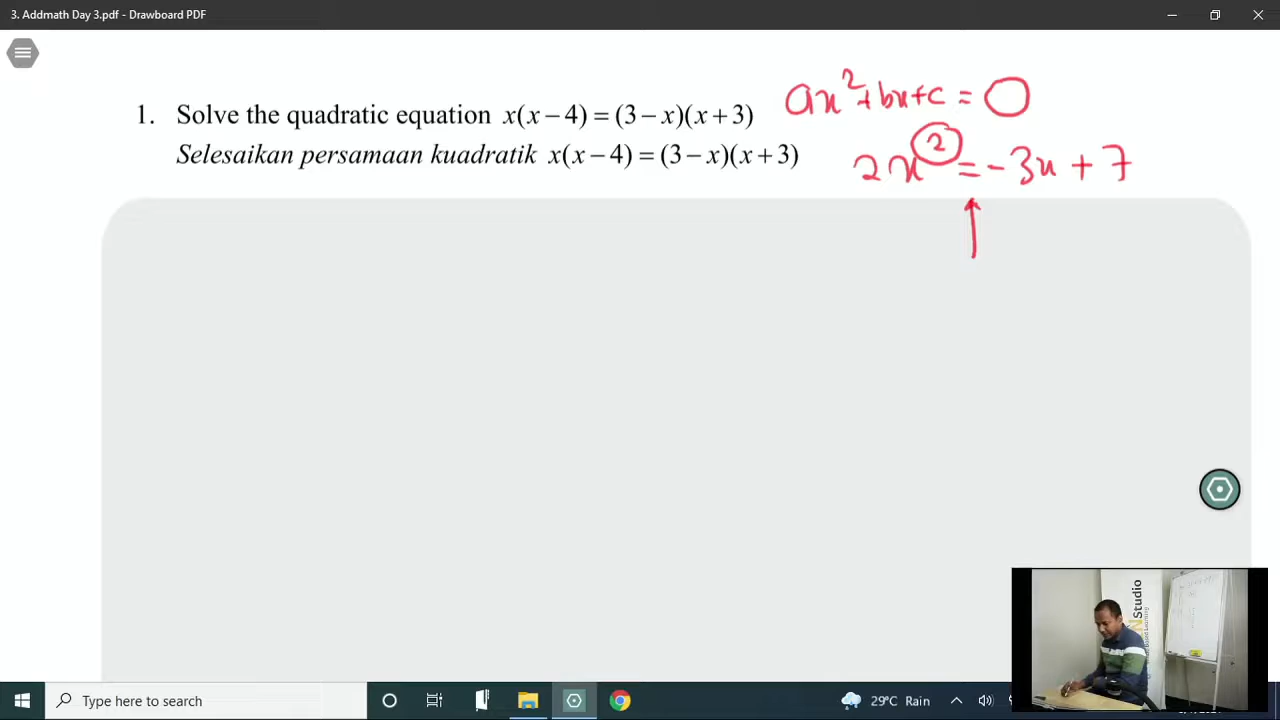 3. Addmath Day 3.pdf - Drawboard PDF
1. Solve the quadratic equation x(x − 4) = (3 − x)(x + 3)
Selesaikan persamaan kuadratik x(x − 4) = (3 − x)(x + 3)
ax² + bx + c = 0
2x² = -3x + 7
Studio
Type here to search
29°C Rain